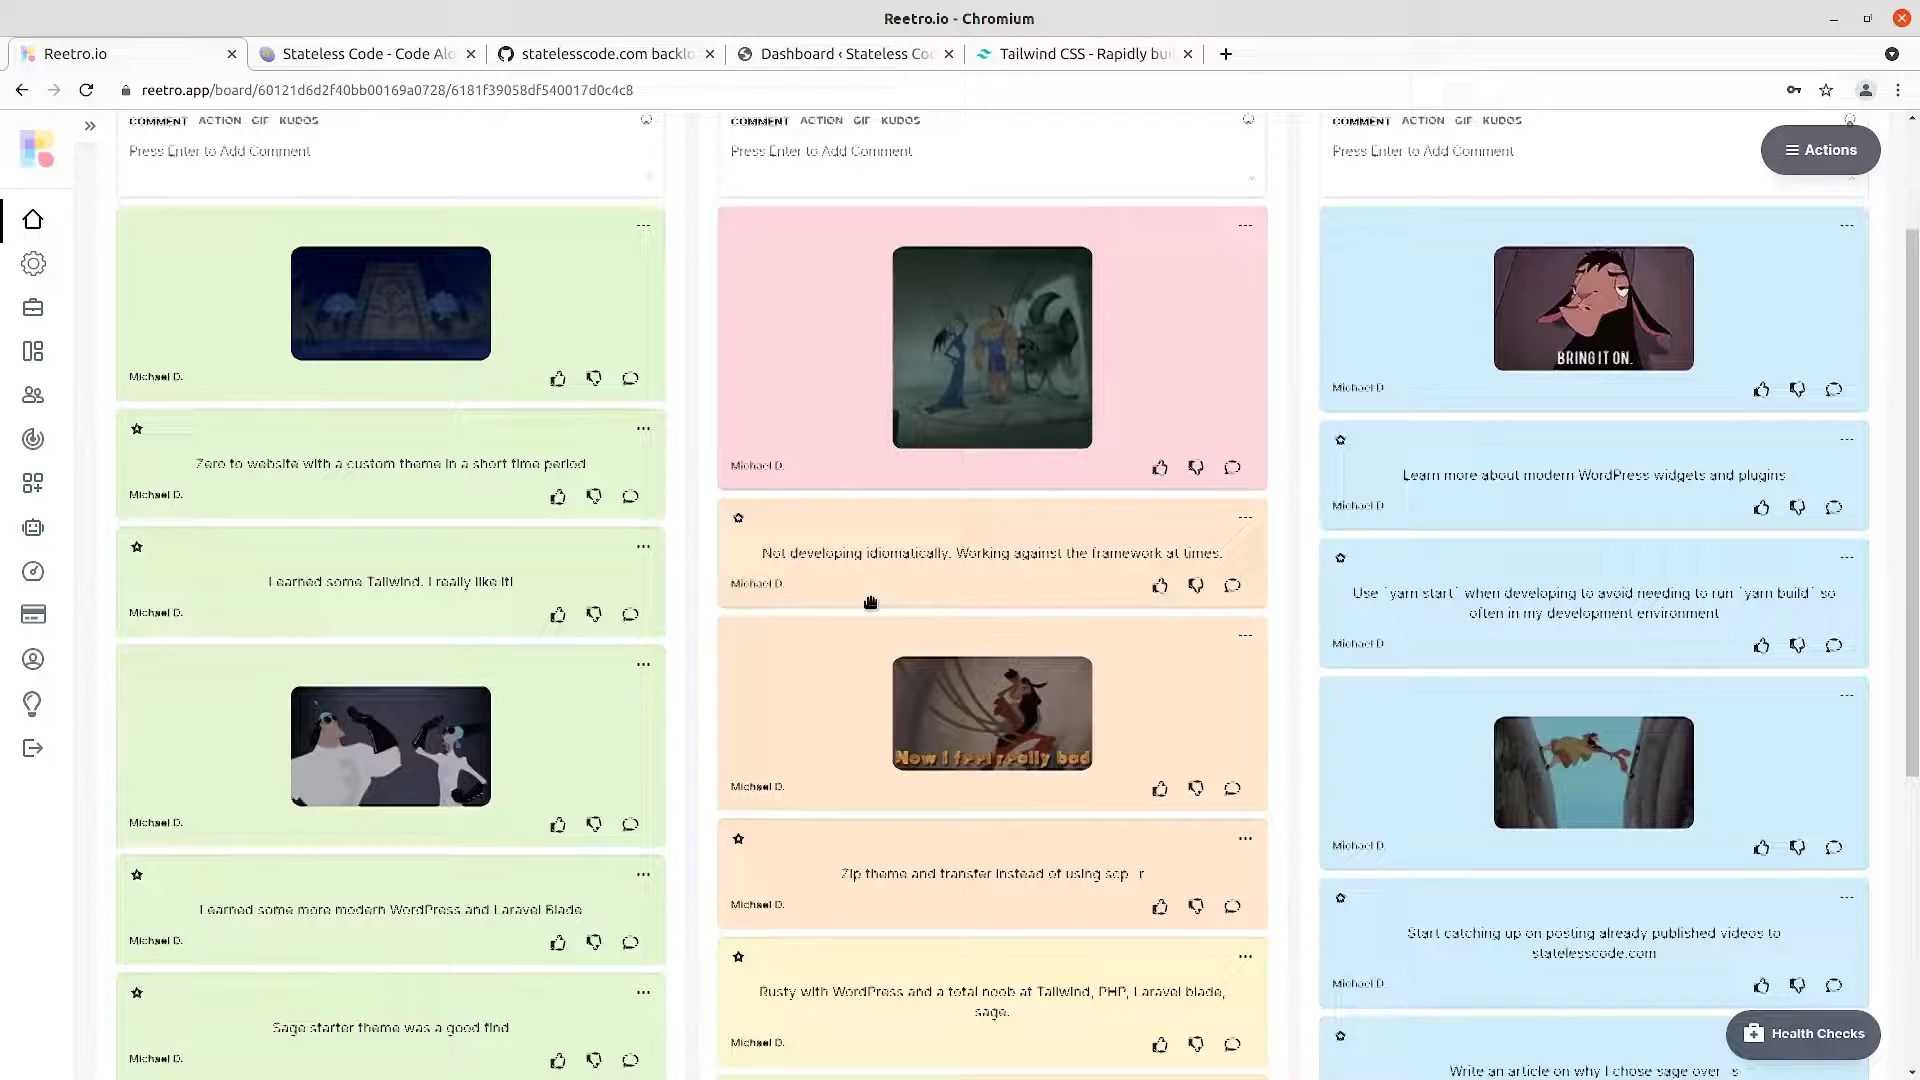 Reetro.io - Chromium
Reetro.io
Stateless Code - Code Alo
statelesscode.com backlo
Dashboard ‹ Stateless Co
Tailwind CSS - Rapidly bui
reetro.app/board/60121d6d2f40bb00169a0728/6181f39058df540017d0c4c8
COMMENT ACTION GIF KUDOS
Press Enter to Add Comment
Michael D.
Zero to website with a custom theme in a short time period
Michael D.
Learned some Tailwind. I really like it!
Michael D.
Michael D.
Learned some more modern WordPress and Laravel Blade
Michael D.
Sage starter theme was a good find
Michael D.
COMMENT ACTION GIF KUDOS
Press Enter to Add Comment
Michael D.
Not developing idiomatically. Working against the framework at times.
Michael D.
Now I feel really bad
Michael D.
Zip theme and transfer instead of using scp -r
Michael D.
Rusty with WordPress and a total noob at Tailwind, PHP, Laravel blade,
sage.
Michael D.
COMMENT ACTION GIF KUDOS
Press Enter to Add Comment
Actions
BRING IT ON.
Michael D.
Learn more about modern WordPress widgets and plugins
Michael D.
Use `yarn start` when developing to avoid needing to run `yarn build` so
often in my development environment
Michael D.
Michael D.
Start catching up on posting already published videos to
statelesscode.com
Michael D.
Health Checks
Write an article on why I chose sage over _s